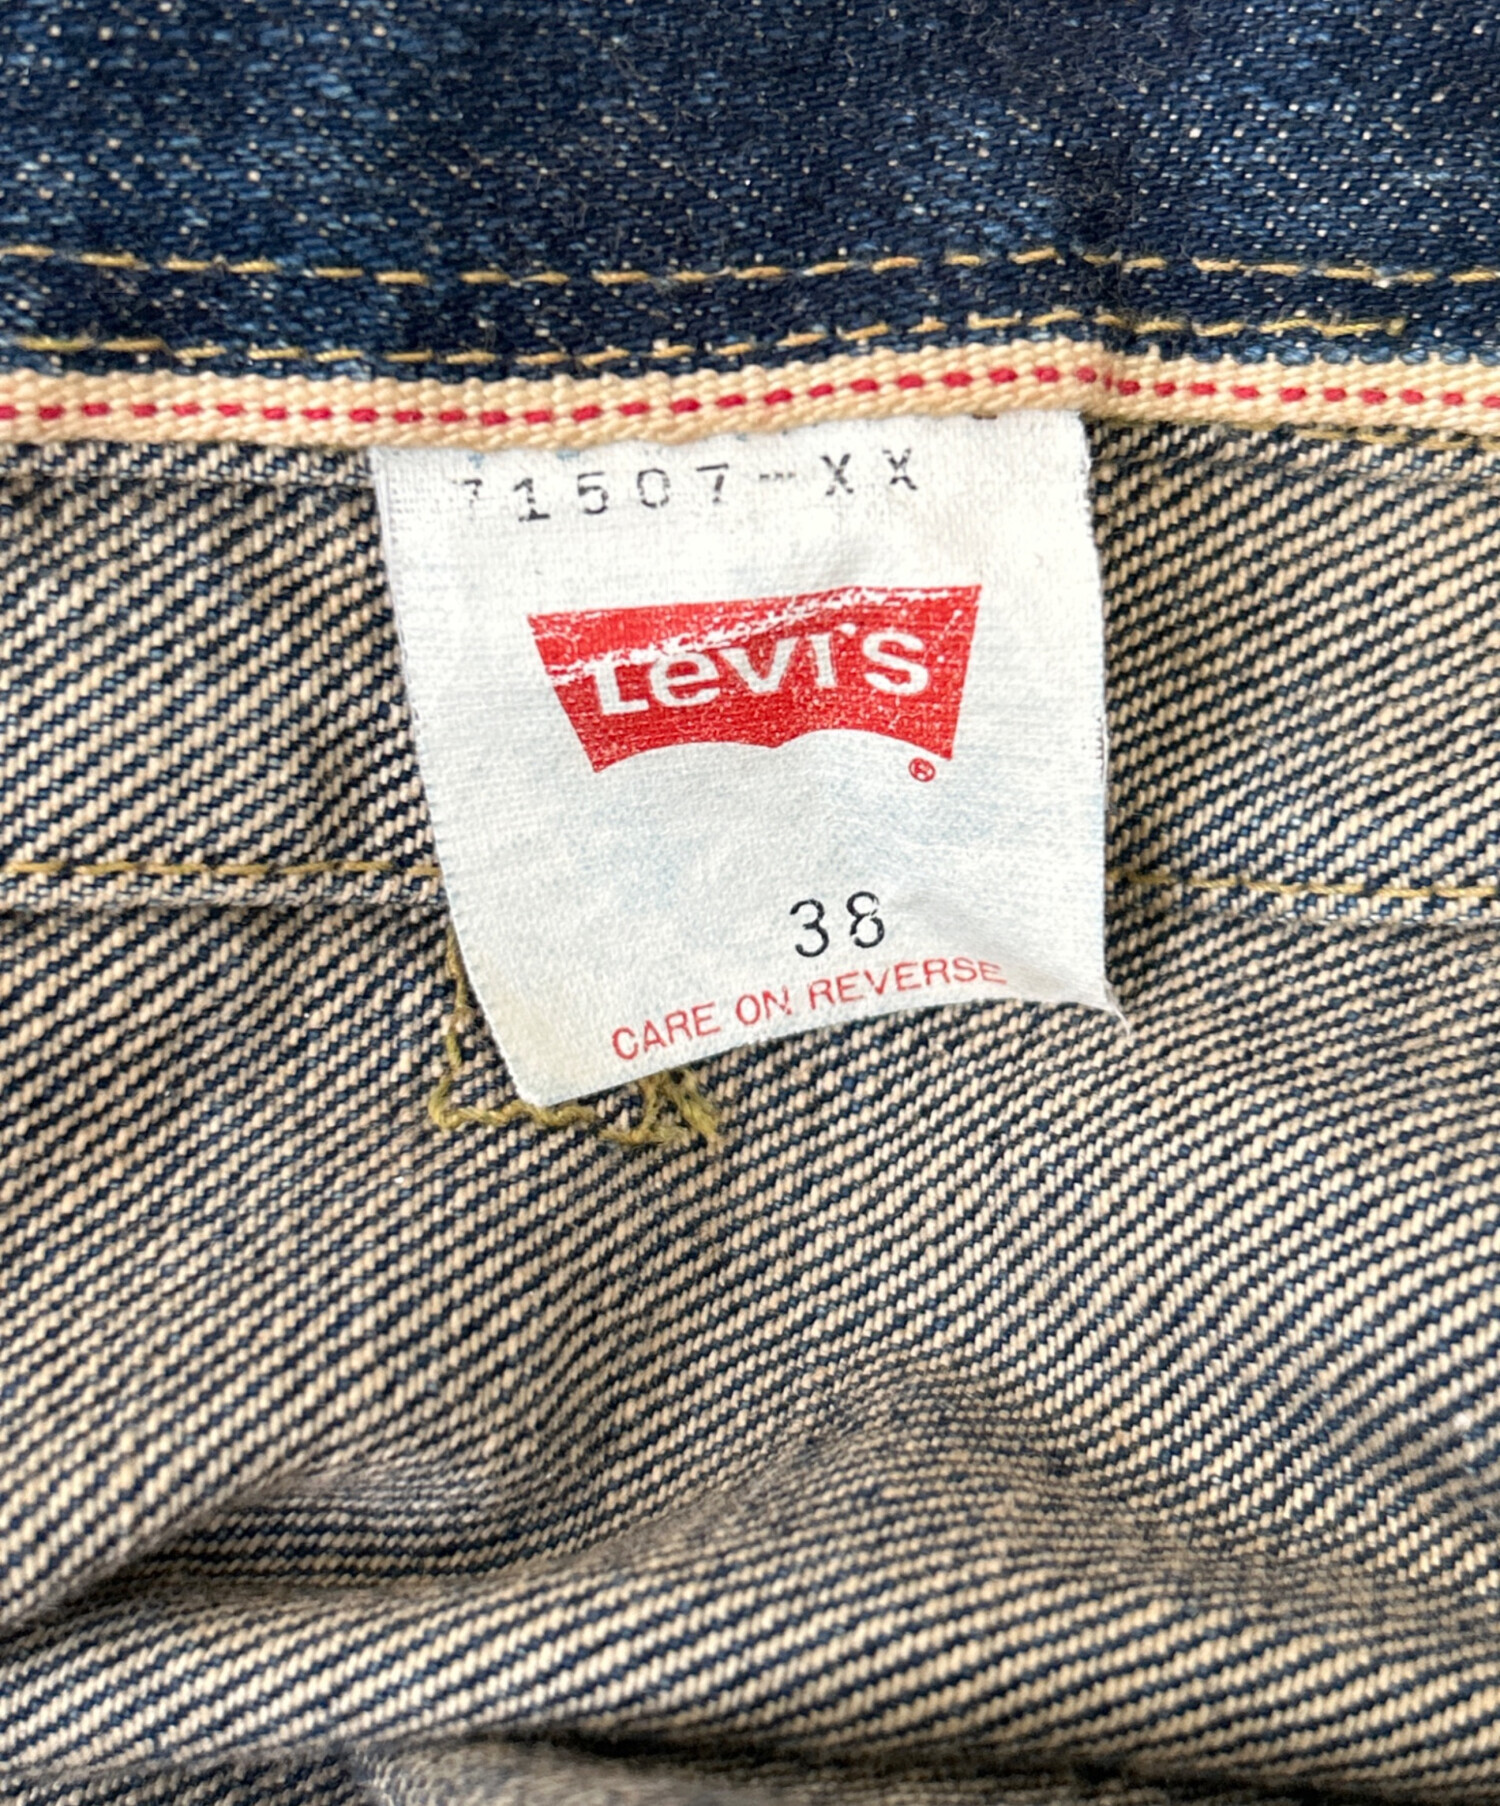 71507-XX
Levi's
®
38
CARE ON REVERSE